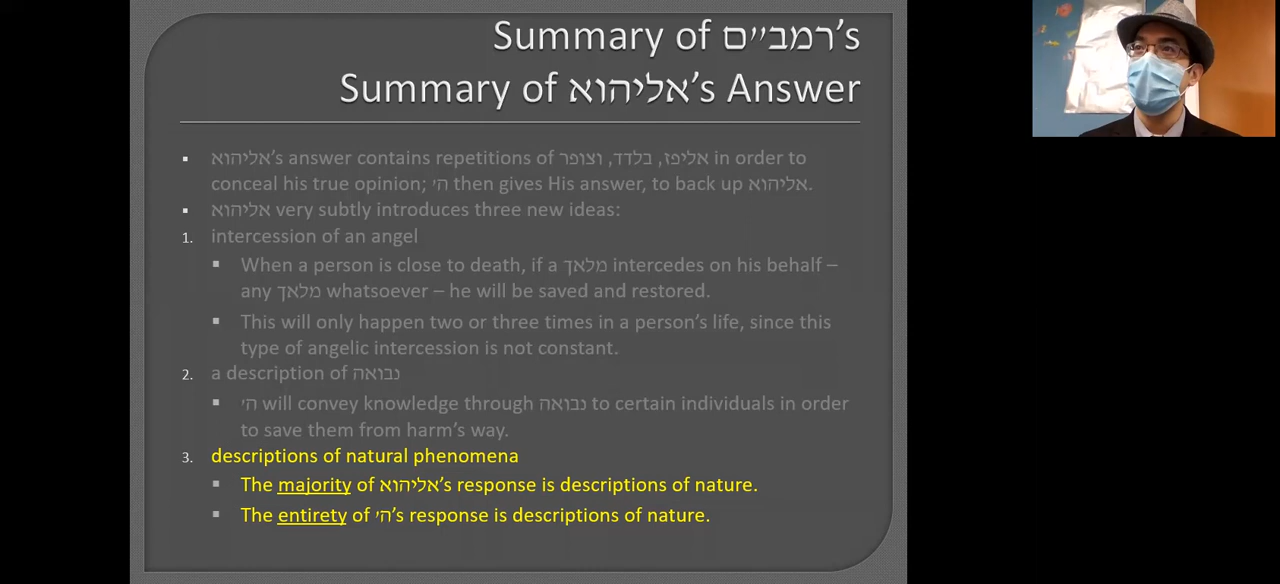 Summary of רמב״ם's
Summary of אליהוא's Answer
▪ אליהוא's answer contains repetitions of אליפז, בלדד, וצופר in order to
conceal his true opinion; ה׳ then gives His answer, to back up אליהוא.
▪ אליהוא very subtly introduces three new ideas:
1. intercession of an angel
▪ When a person is close to death, if a מלאך intercedes on his behalf –
any מלאך whatsoever – he will be saved and restored.
▪ This will only happen two or three times in a person's life, since this
type of angelic intercession is not constant.
2. a description of נבואה
▪ ה׳ will convey knowledge through נבואה to certain individuals in order
to save them from harm's way.
3. descriptions of natural phenomena
▪ The majority of אליהוא's response is descriptions of nature.
▪ The entirety of ה׳'s response is descriptions of nature.